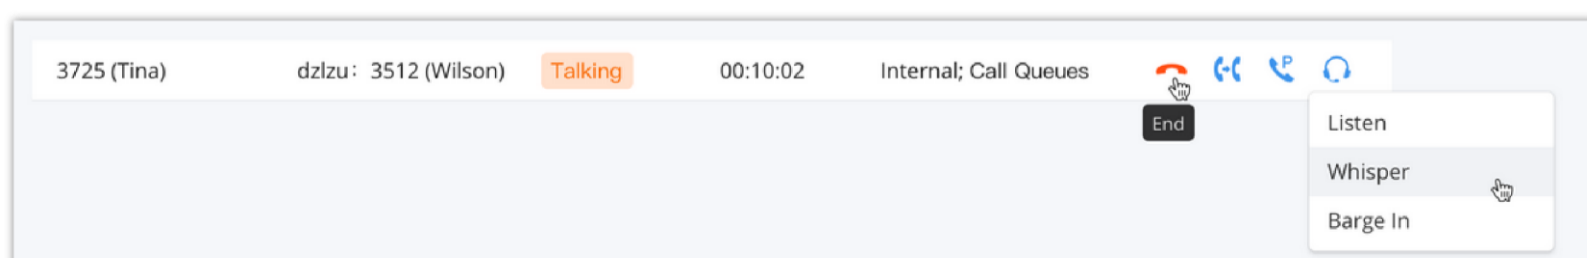 3725 (Tina) dzlzu: 3512 (Wilson) Talking 00:10:02 Internal; Call Queues P
End
Listen
Whisper
Barge In